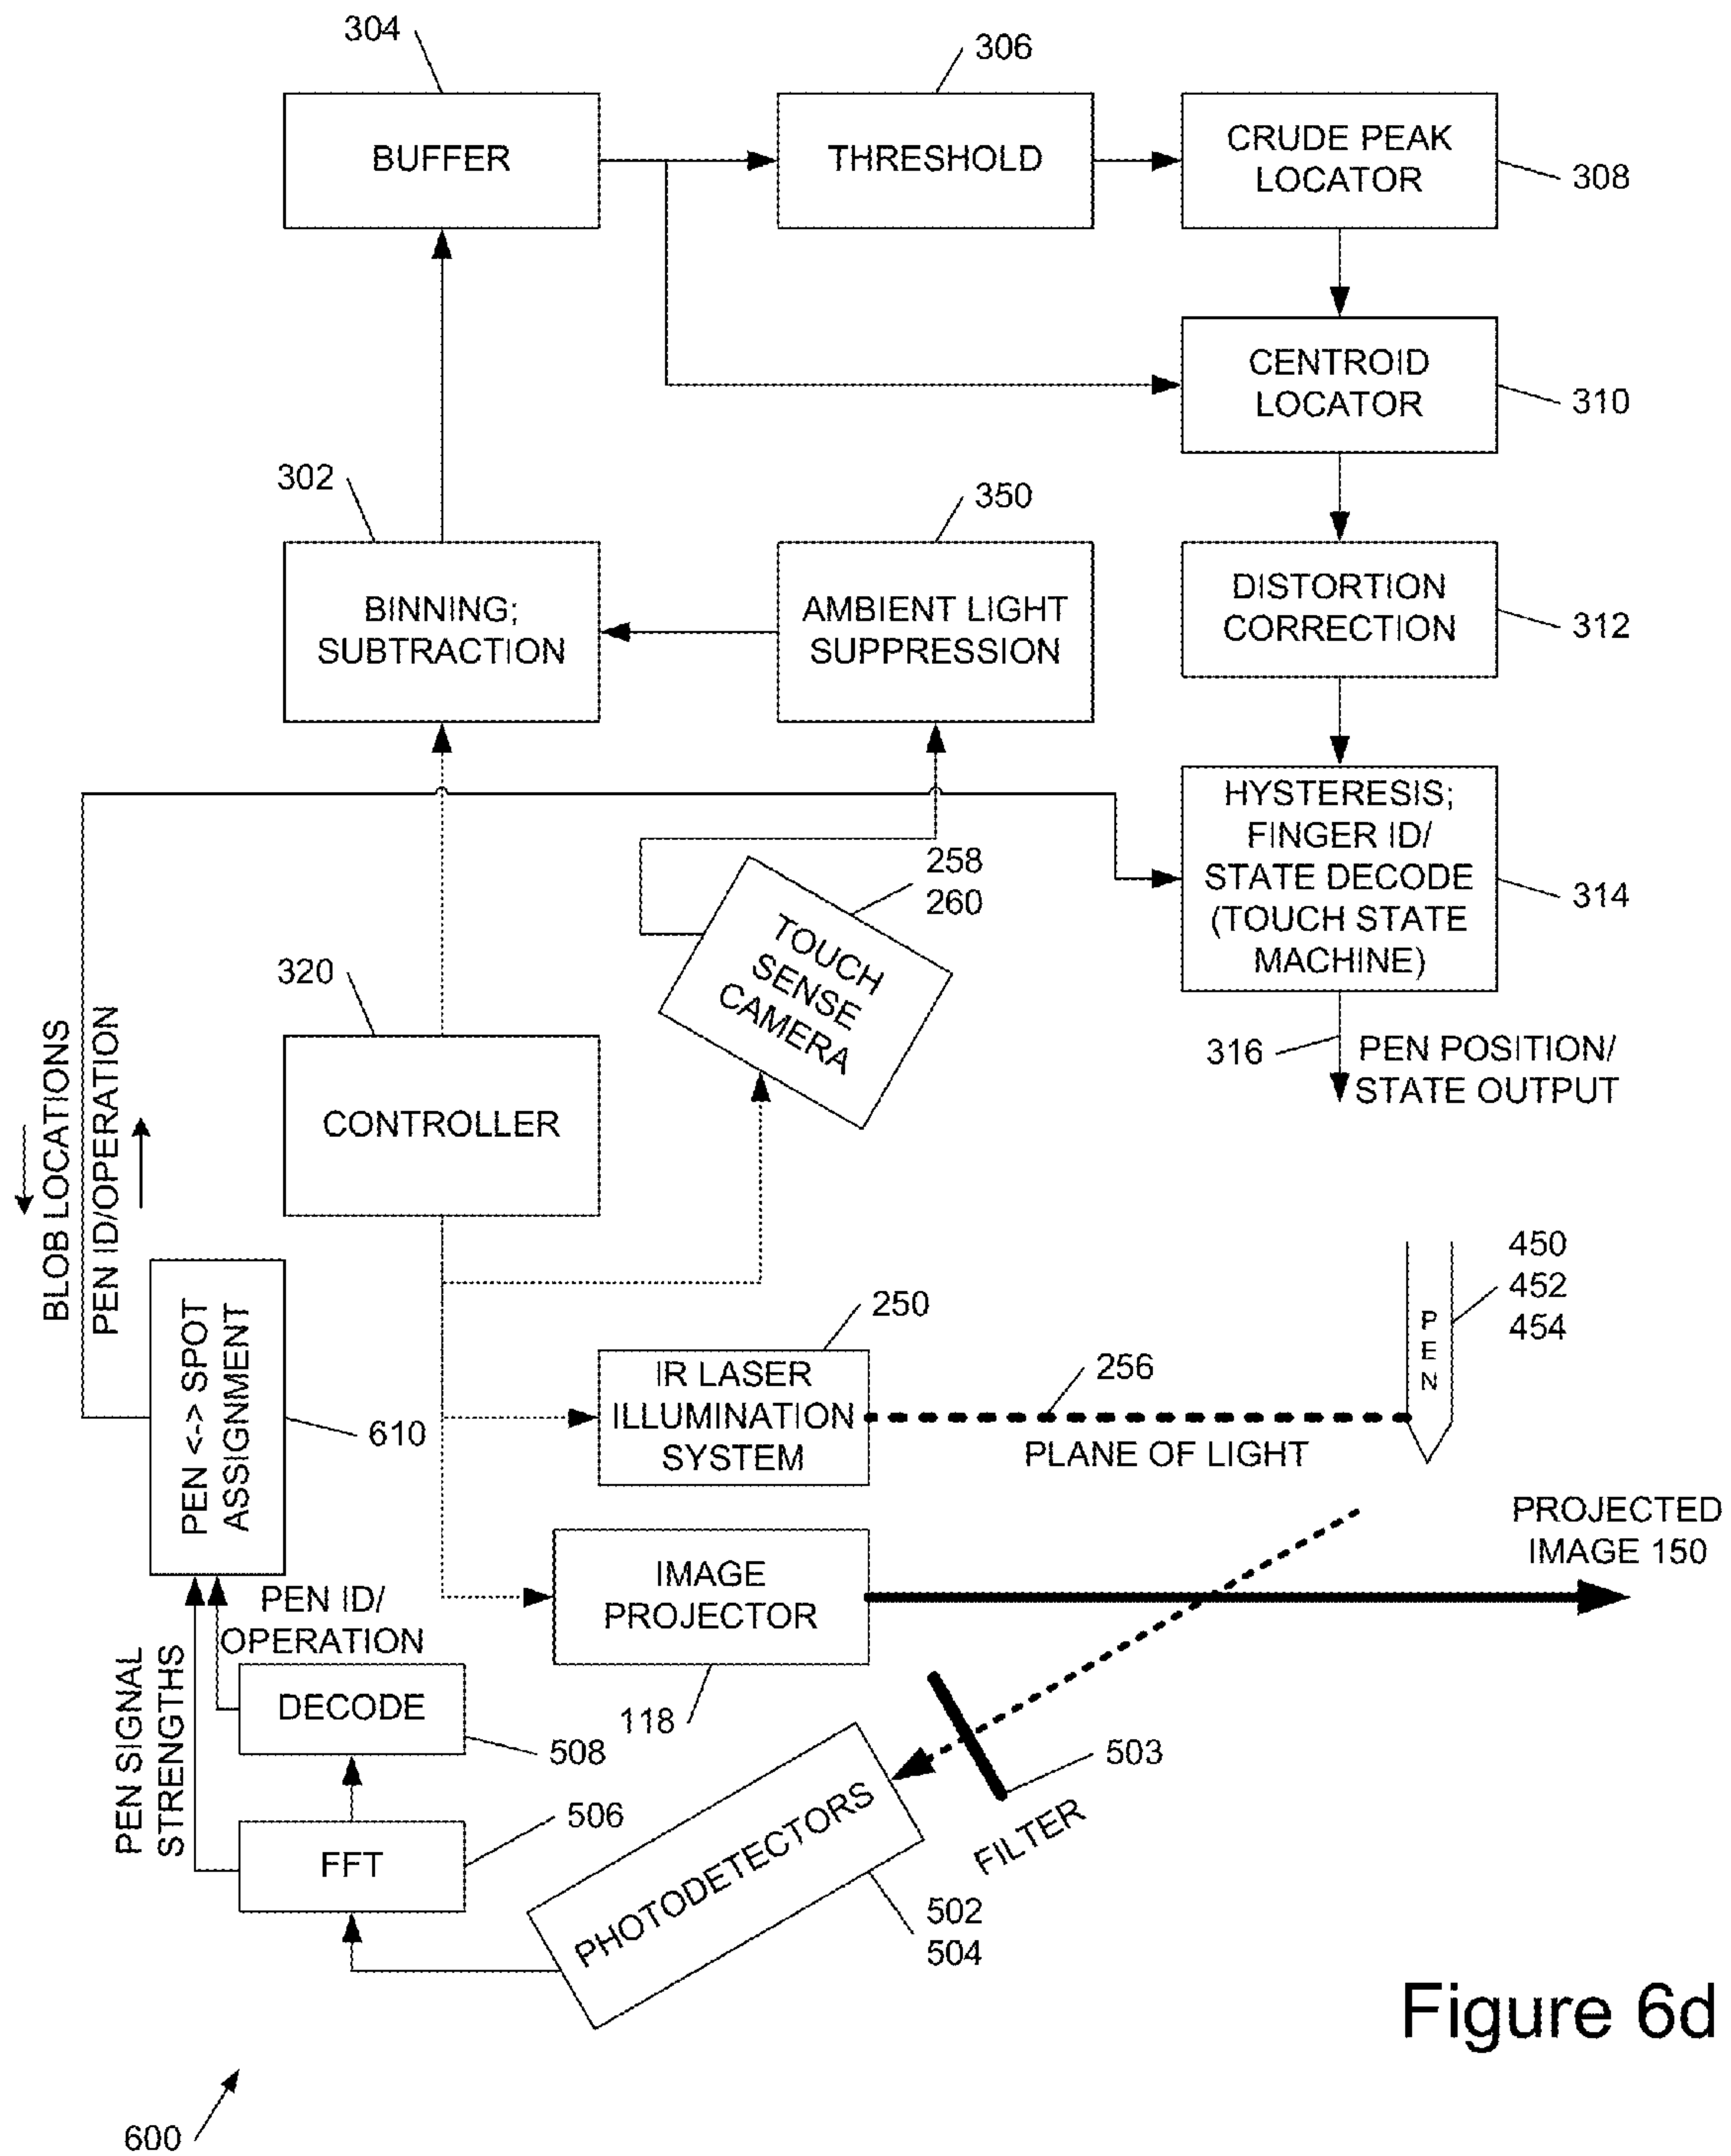 304
306
BUFFER
THRESHOLD
CRUDE PEAK
LOCATOR
308
CENTROID
LOCATOR
310
302
350
BINNING;
SUBTRACTION
AMBIENT LIGHT
SUPPRESSION
DISTORTION
CORRECTION
312
HYSTERESIS;
FINGER ID/
STATE DECODE
(TOUCH STATE
MACHINE)
314
258
260
TOUCH
SENSE
CAMERA
320
CONTROLLER
316
PEN POSITION/
STATE OUTPUT
BLOB LOCATIONS
PEN ID/OPERATION
PEN <-> SPOT
ASSIGNMENT
610
250
IR LASER
ILLUMINATION
SYSTEM
256
PLANE OF LIGHT
PEN
450
452
454
PROJECTED
IMAGE 150
IMAGE
PROJECTOR
118
PEN ID/
OPERATION
PEN SIGNAL
STRENGTHS
DECODE
508
FFT
506
503
FILTER
PHOTODETECTORS
502
504
Figure 6d
600